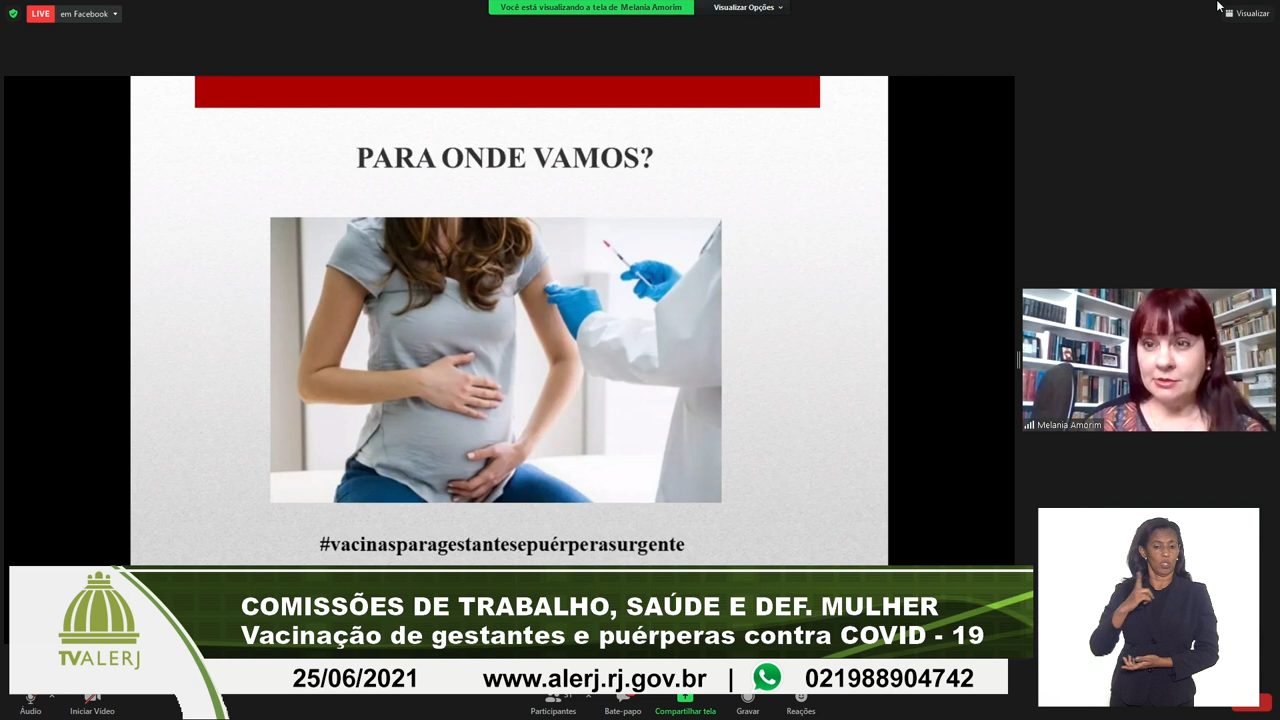 LIVE em Facebook
Você está visualizando a tela de Melania Amorim
Visualizar Opções
Visualizar
PARA ONDE VAMOS?
#vacinasparagestantesepuérperasurgente
Melania Amorim
TVALERJ
COMISSÕES DE TRABALHO, SAÚDE E DEF. MULHER
Vacinação de gestantes e puérperas contra COVID - 19
25/06/2021 www.alerj.rj.gov.br | 021988904742
Áudio
Iniciar Vídeo
Participantes
Bate-papo
Compartilhar tela
Gravar
Reações